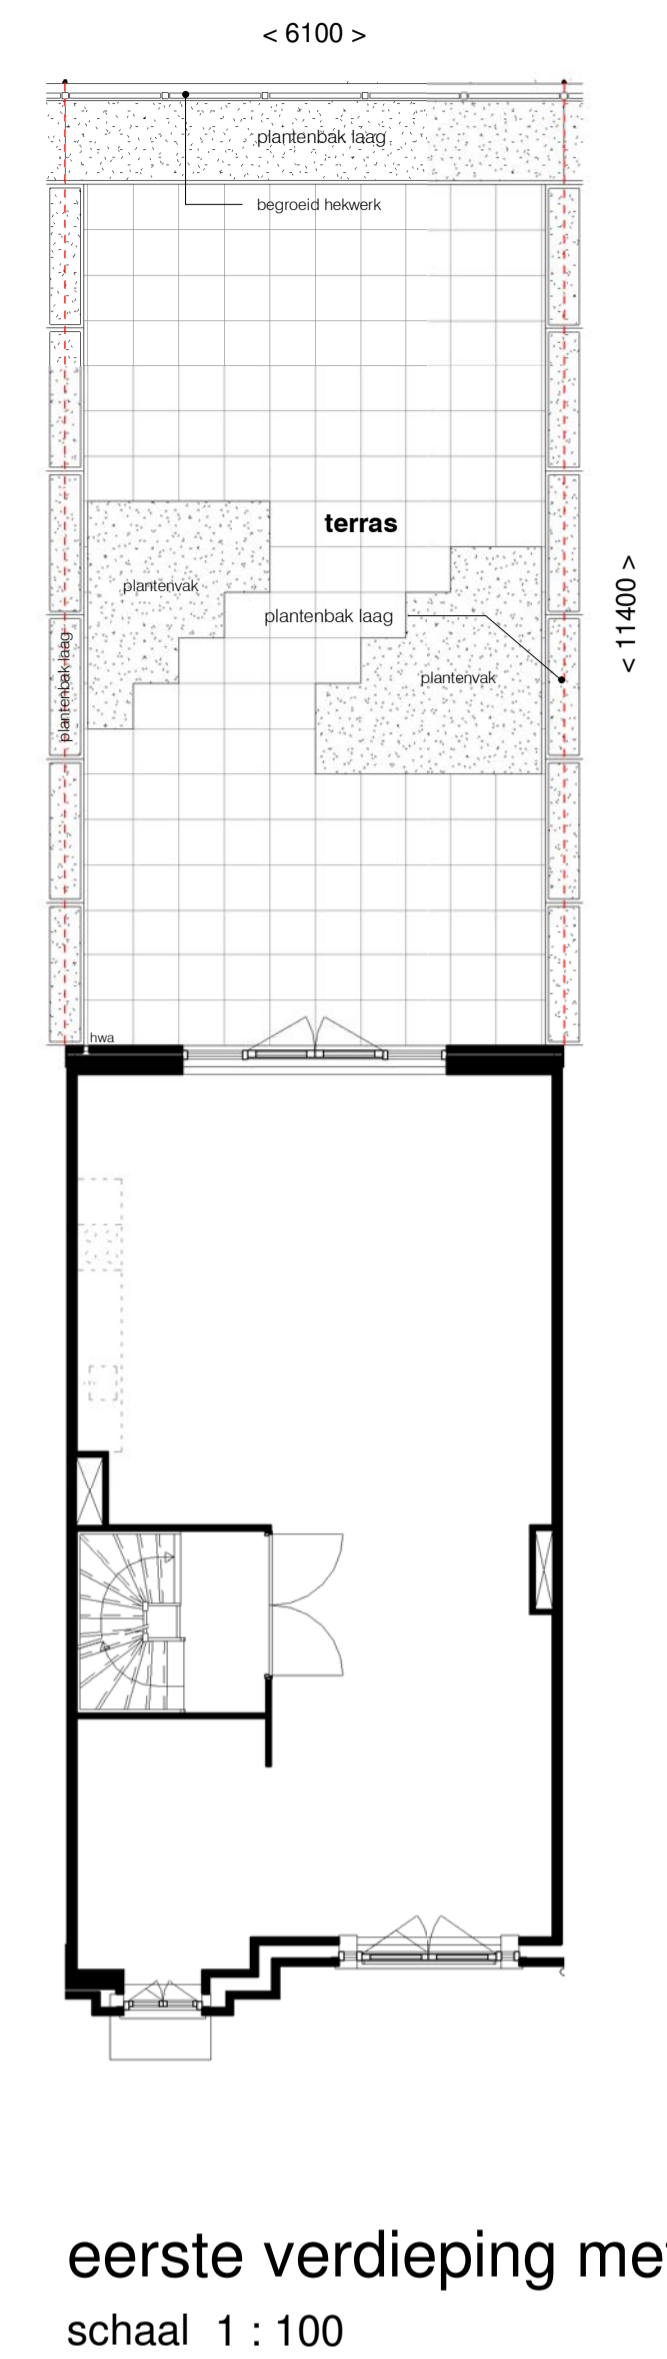 < 6100 >
plantenbak laag
begroeid hekwerk
terras
plantenvak
plantenbak laag
plantenvak
plantenbak laag
< 11400 >
hwa
eerste verdieping me
schaal 1 : 100